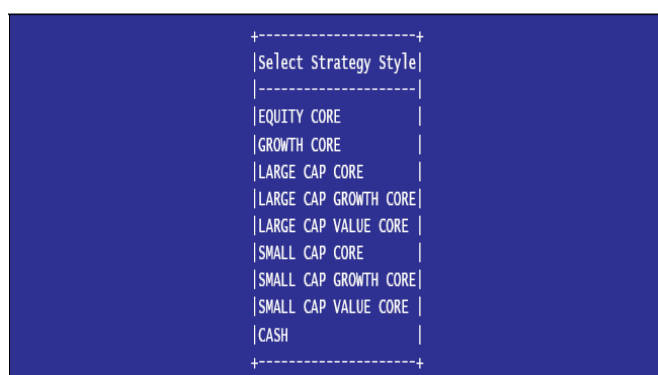 +---------------------+
|Select Strategy Style|
|---------------------|
|EQUITY CORE          |
|GROWTH CORE          |
|LARGE CAP CORE       |
|LARGE CAP GROWTH CORE|
|LARGE CAP VALUE CORE |
|SMALL CAP CORE       |
|SMALL CAP GROWTH CORE|
|SMALL CAP VALUE CORE |
|CASH                 |
+---------------------+